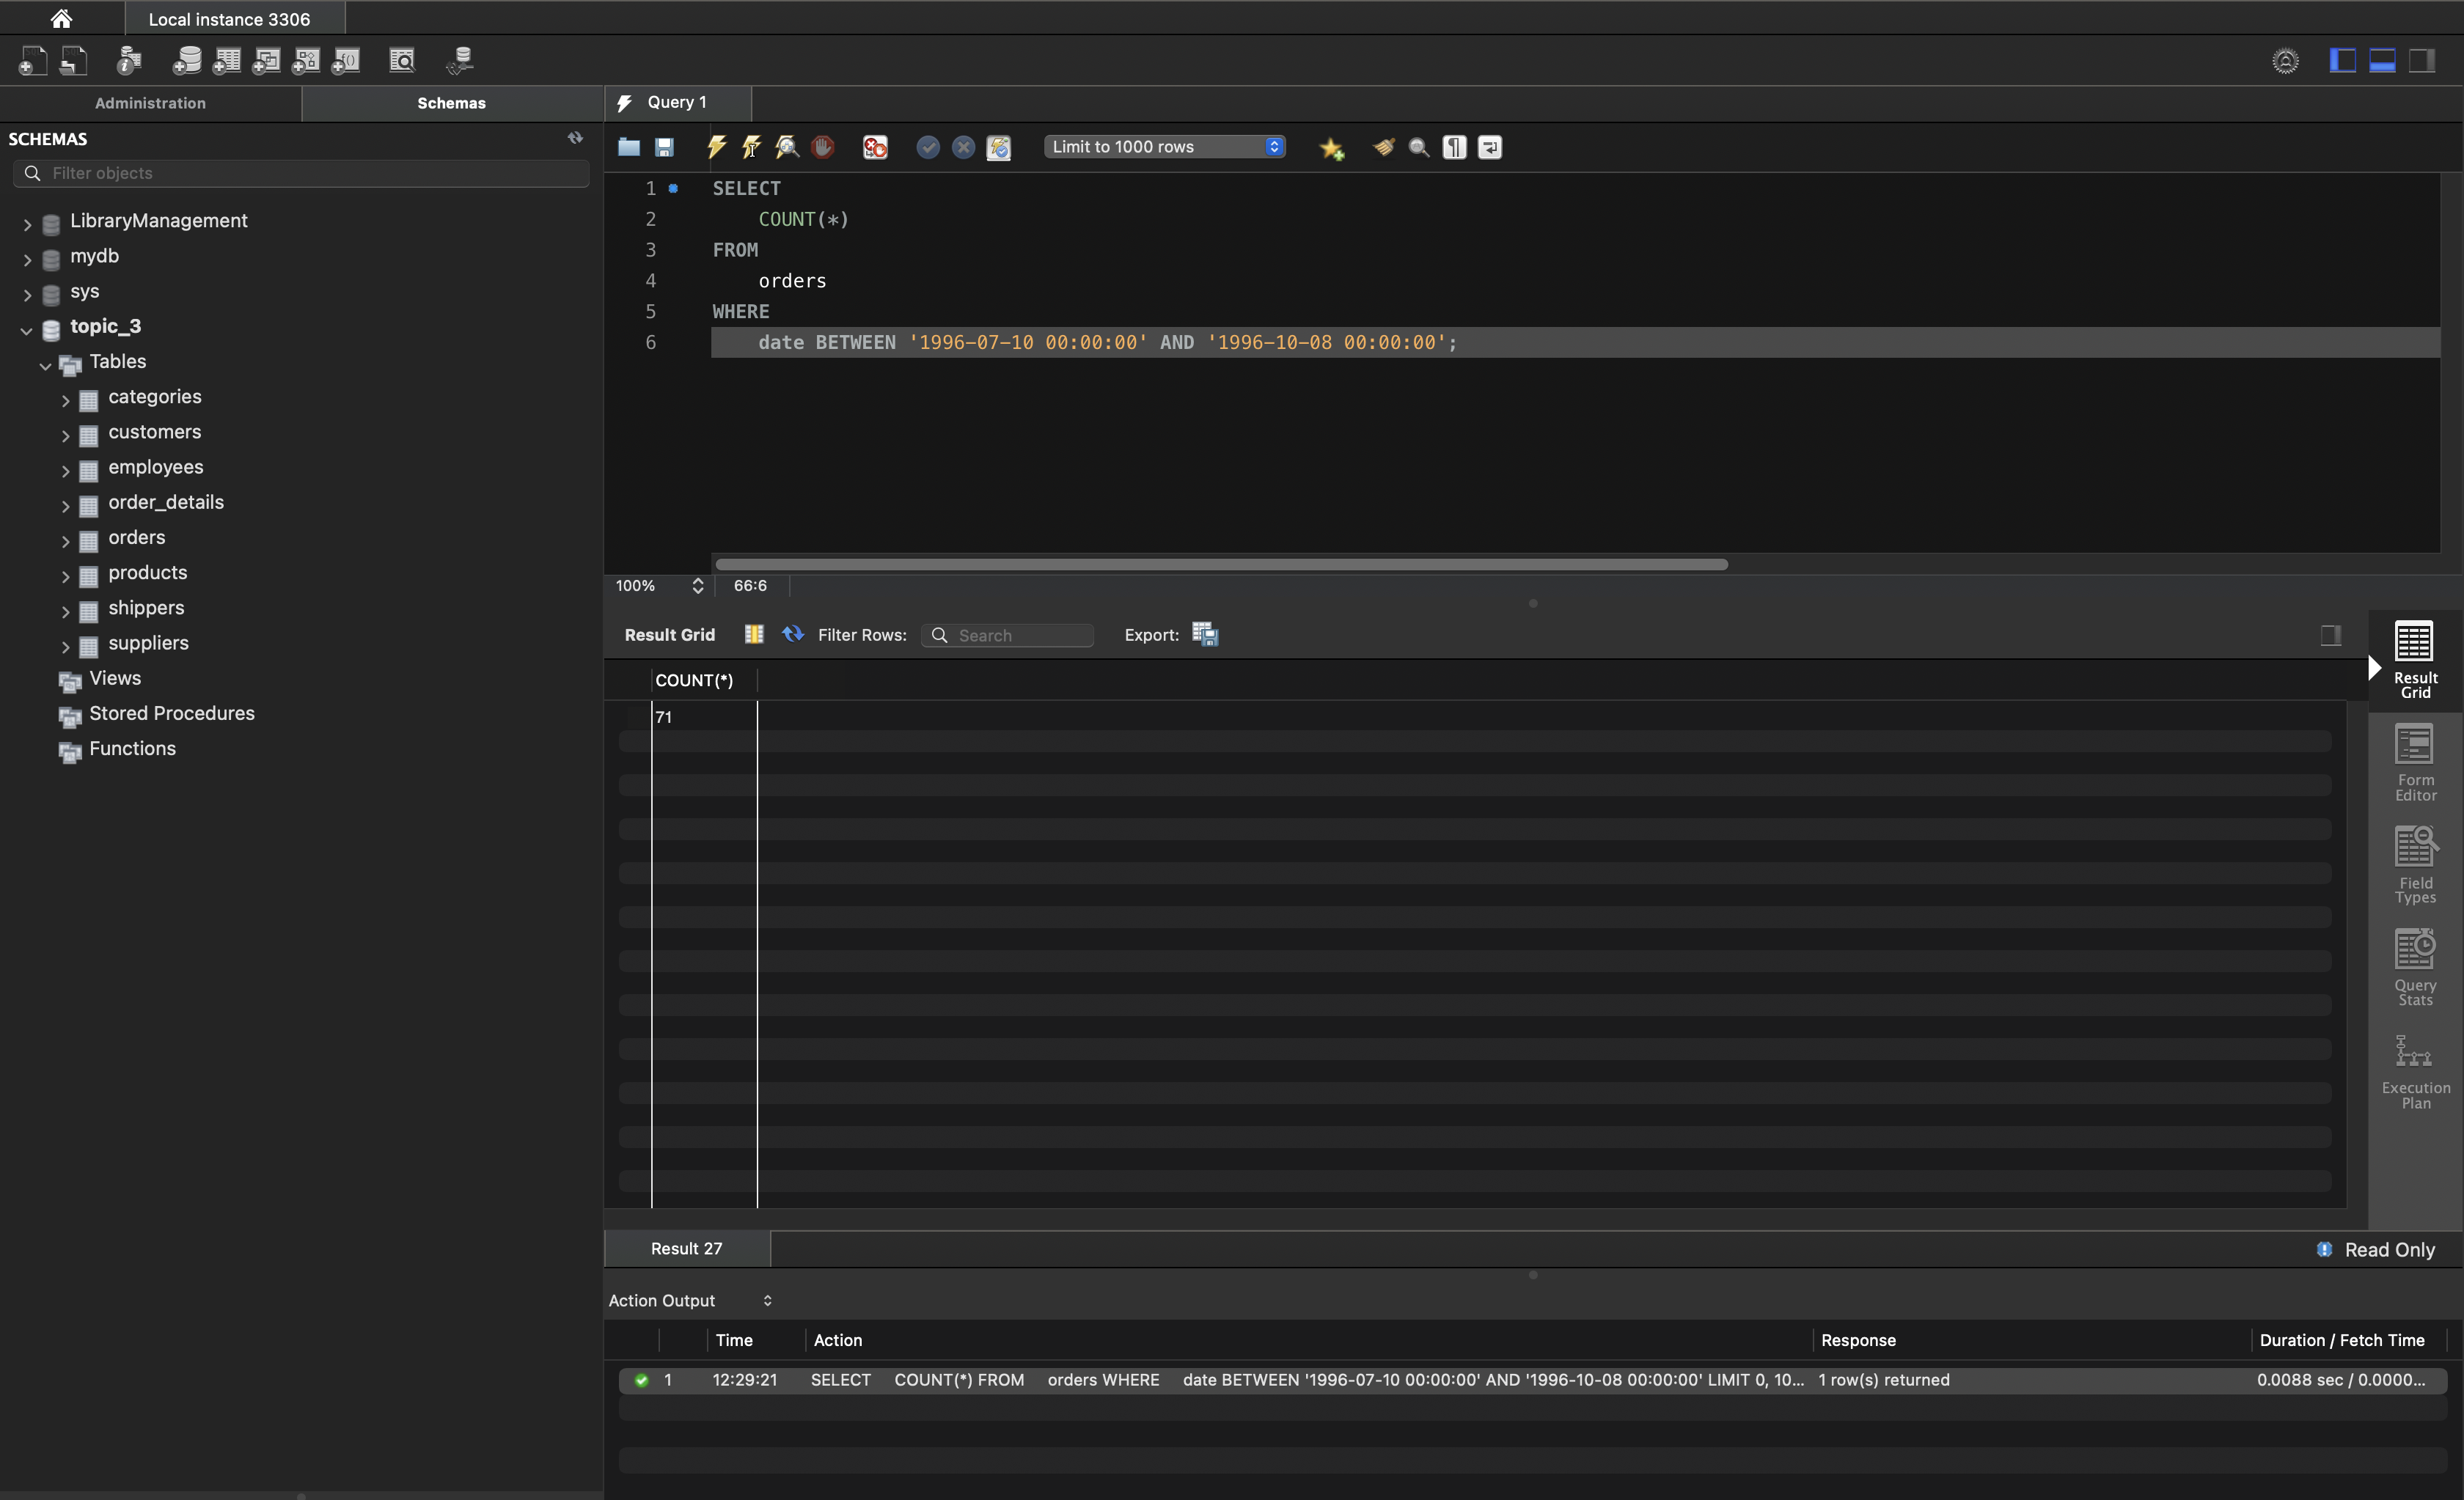 Local instance 3306
Administration
Schemas
Query 1
SCHEMAS
Filter objects
LibraryManagement
mydb
sys
topic_3
Tables
categories
customers
employees
order_details
orders
products
shippers
suppliers
Views
Stored Procedures
Functions
Limit to 1000 rows
1 SELECT
2 COUNT(*)
3 FROM
4 orders
5 WHERE
6 date BETWEEN '1996-07-10 00:00:00' AND '1996-10-08 00:00:00';
100% 66:6
Result Grid Filter Rows: Search Export:
COUNT(*)
71
Result
Grid
Form
Editor
Field
Types
Query
Stats
Execution
Plan
Result 27
Read Only
Action Output
Time Action Response Duration / Fetch Time
1 12:29:21 SELECT COUNT(*) FROM orders WHERE date BETWEEN '1996-07-10 00:00:00' AND '1996-10-08 00:00:00' LIMIT 0, 10... 1 row(s) returned 0.0088 sec / 0.0000...